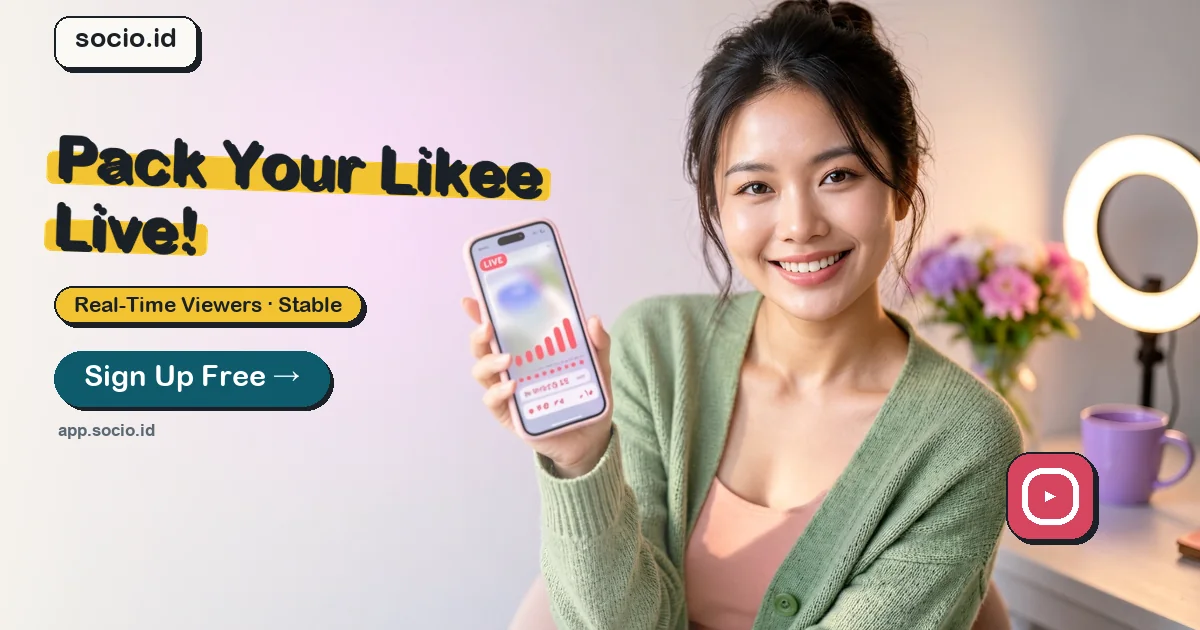 socio.id
Pack Your Likee
Live!
Real-Time Viewers · Stable
Sign Up Free →
app.socio.id
LIVE